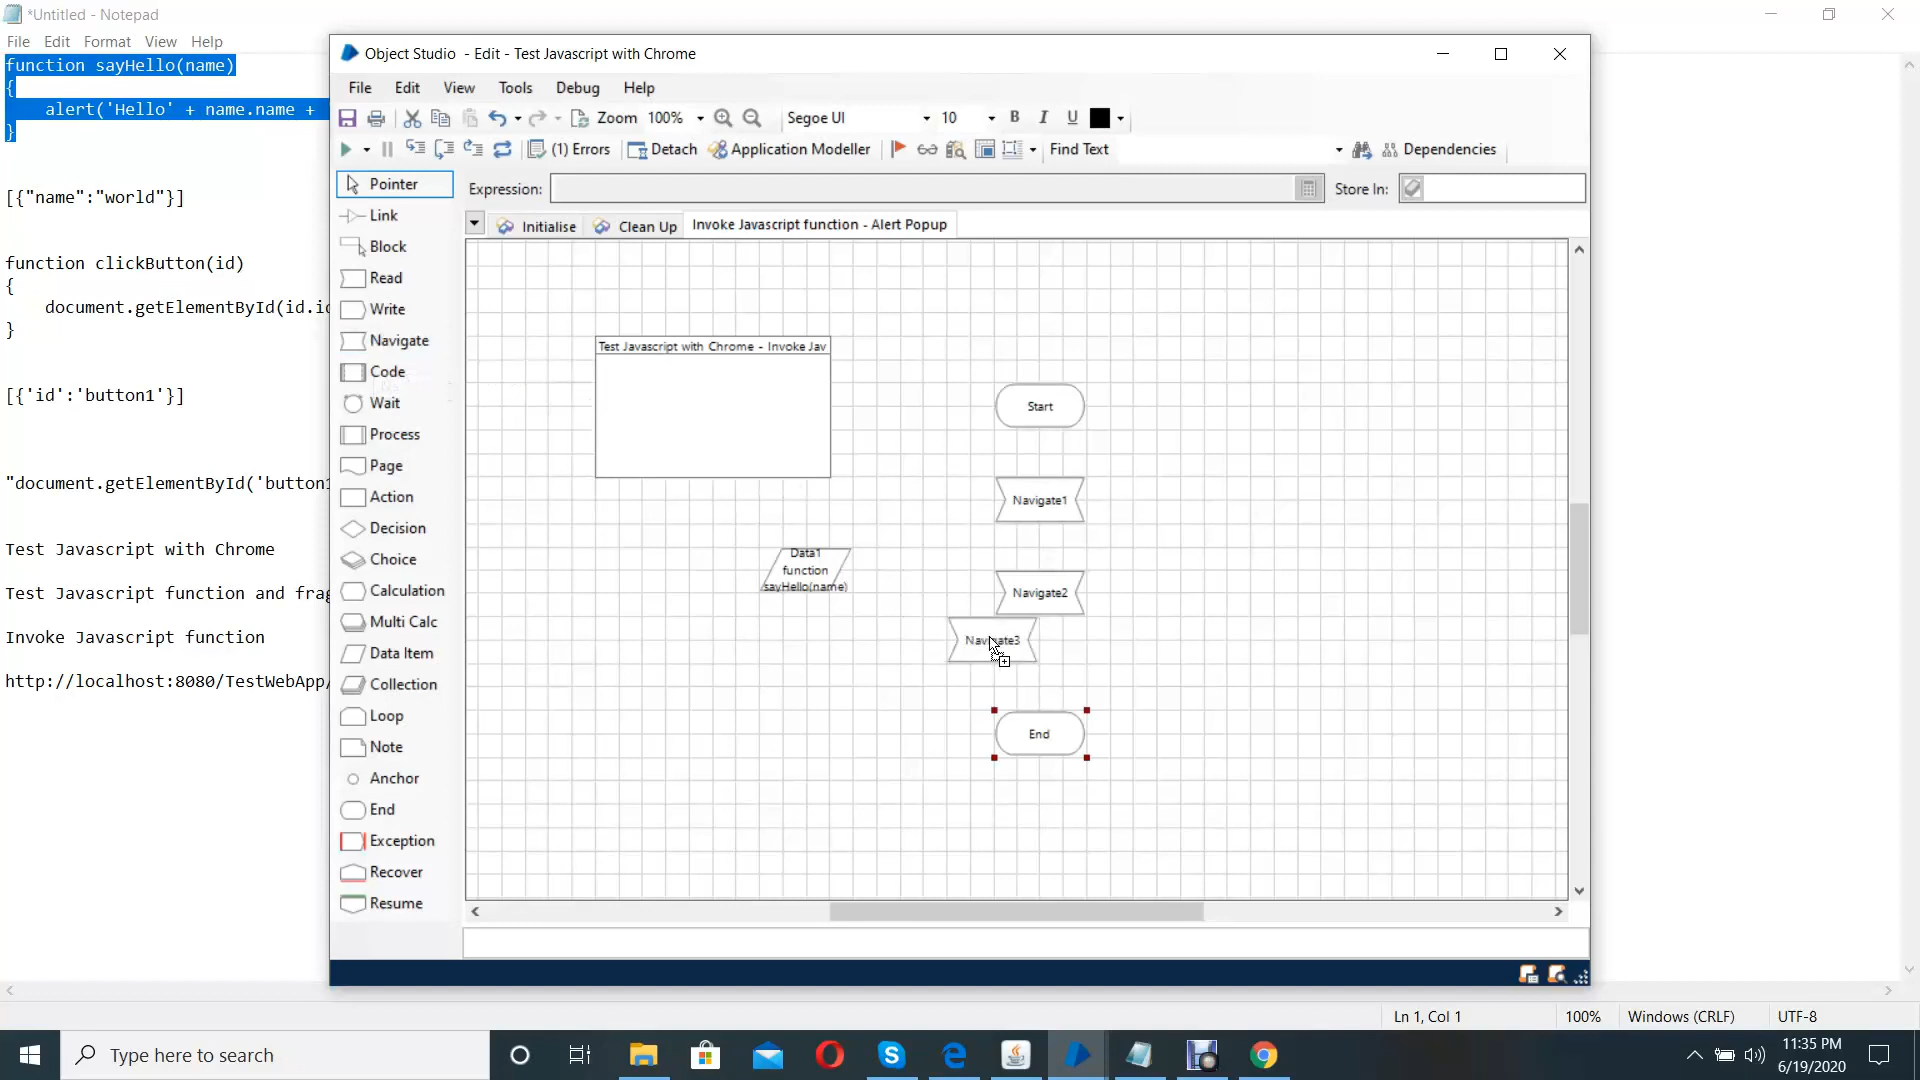 *Untitled - Notepad
File Edit Format View Help
function sayHello(name)
{
alert('Hello' + name.name +
}
[{"name":"world"}]
function clickButton(id)
{
document.getElementById(id.id
}
[{'id':'button1'}]
"document.getElementById('button1
Test Javascript with Chrome
Test Javascript function and frag
Invoke Javascript function
http://localhost:8080/TestWebApp/
Object Studio - Edit - Test Javascript with Chrome
File Edit View Tools Debug Help
Zoom 100% Segoe UI 10 B I U
(1) Errors Detach Application Modeller Find Text Dependencies
Expression: Store In:
Initialise Clean Up Invoke Javascript function - Alert Popup
Pointer
Link
Block
Read
Write
Navigate
Code
Wait
Process
Page
Action
Decision
Choice
Calculation
Multi Calc
Data Item
Collection
Loop
Note
Anchor
End
Exception
Recover
Resume
Test Javascript with Chrome - Invoke Jav
Start
Navigate1
Data1
function
sayHello(name)
Navigate2
Navigate3
End
Ln 1, Col 1 100% Windows (CRLF) UTF-8
Type here to search
11:35 PM
6/19/2020